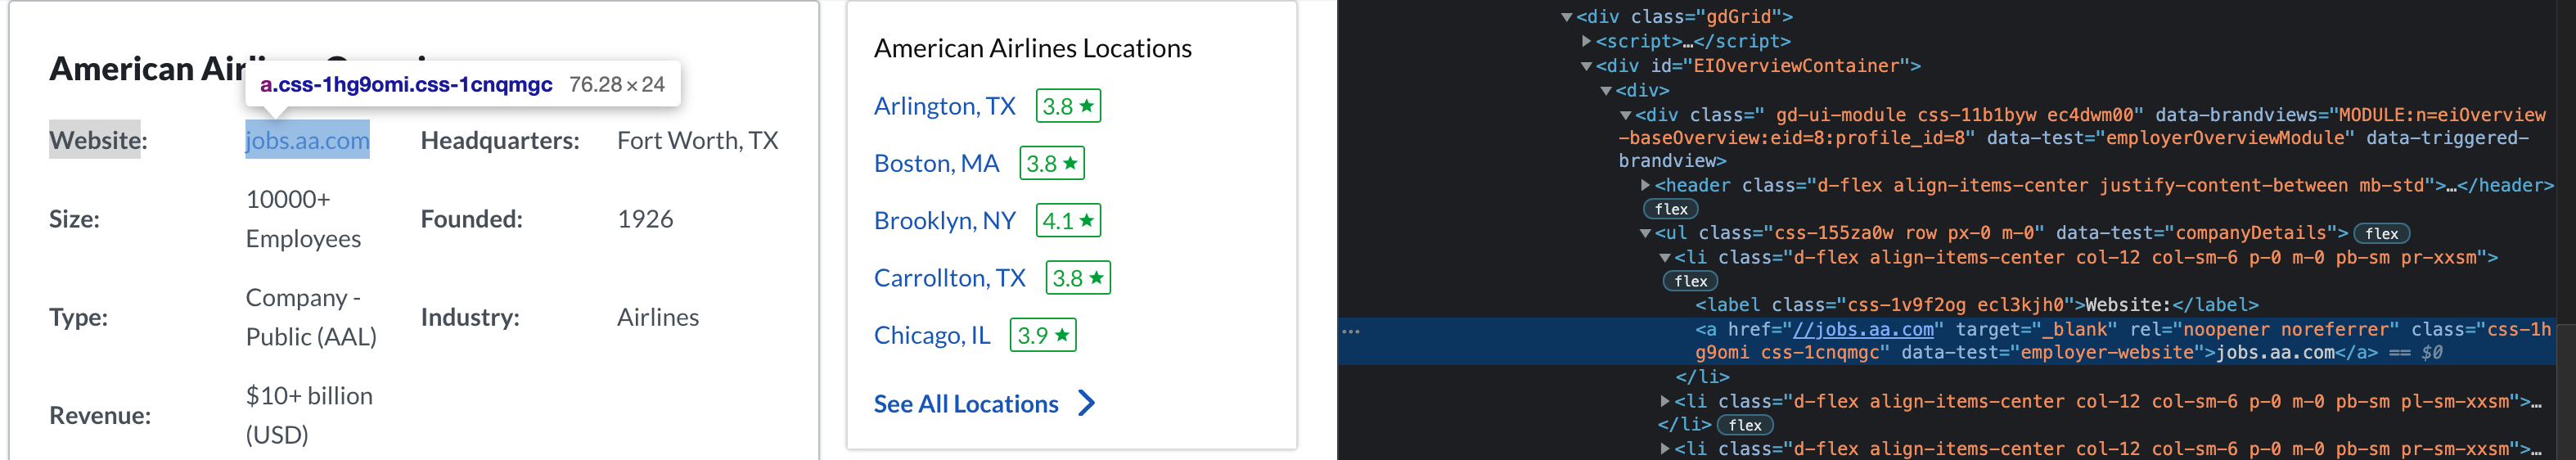 American Airlines Overview
a.css-1hg9omi.css-1cnqmgc 76.28×24
Website: jobs.aa.com Headquarters: Fort Worth, TX
Size: 10000+ Employees Founded: 1926
Type: Company - Public (AAL) Industry: Airlines
Revenue: $10+ billion (USD)
American Airlines Locations
Arlington, TX 3.8 ★
Boston, MA 3.8 ★
Brooklyn, NY 4.1 ★
Carrollton, TX 3.8 ★
Chicago, IL 3.9 ★
See All Locations
▼<div class="gdGrid">
▶<script>…</script>
▼<div id="EIOverviewContainer">
▼<div>
▼<div class=" gd-ui-module css-11b1byw ec4dwm00" data-brandviews="MODULE:n=eiOverview
-baseOverview:eid=8:profile_id=8" data-test="employerOverviewModule" data-triggered-
brandview>
▶<header class="d-flex align-items-center justify-content-between mb-std">…</header>
flex
▼<ul class="css-155za0w row px-0 m-0" data-test="companyDetails"> flex
▼<li class="d-flex align-items-center col-12 col-sm-6 p-0 m-0 pb-sm pr-xxsm">
flex
<label class="css-1v9f2og ecl3kjh0">Website:</label>
… <a href="//jobs.aa.com" target="_blank" rel="noopener noreferrer" class="css-1h
g9omi css-1cnqmgc" data-test="employer-website">jobs.aa.com</a> == $0
</li>
▶<li class="d-flex align-items-center col-12 col-sm-6 p-0 m-0 pb-sm pl-sm-xxsm">…
</li> flex
▶<li class="d-flex align-items-center col-12 col-sm-6 p-0 m-0 pb-sm pr-sm-xxsm">…